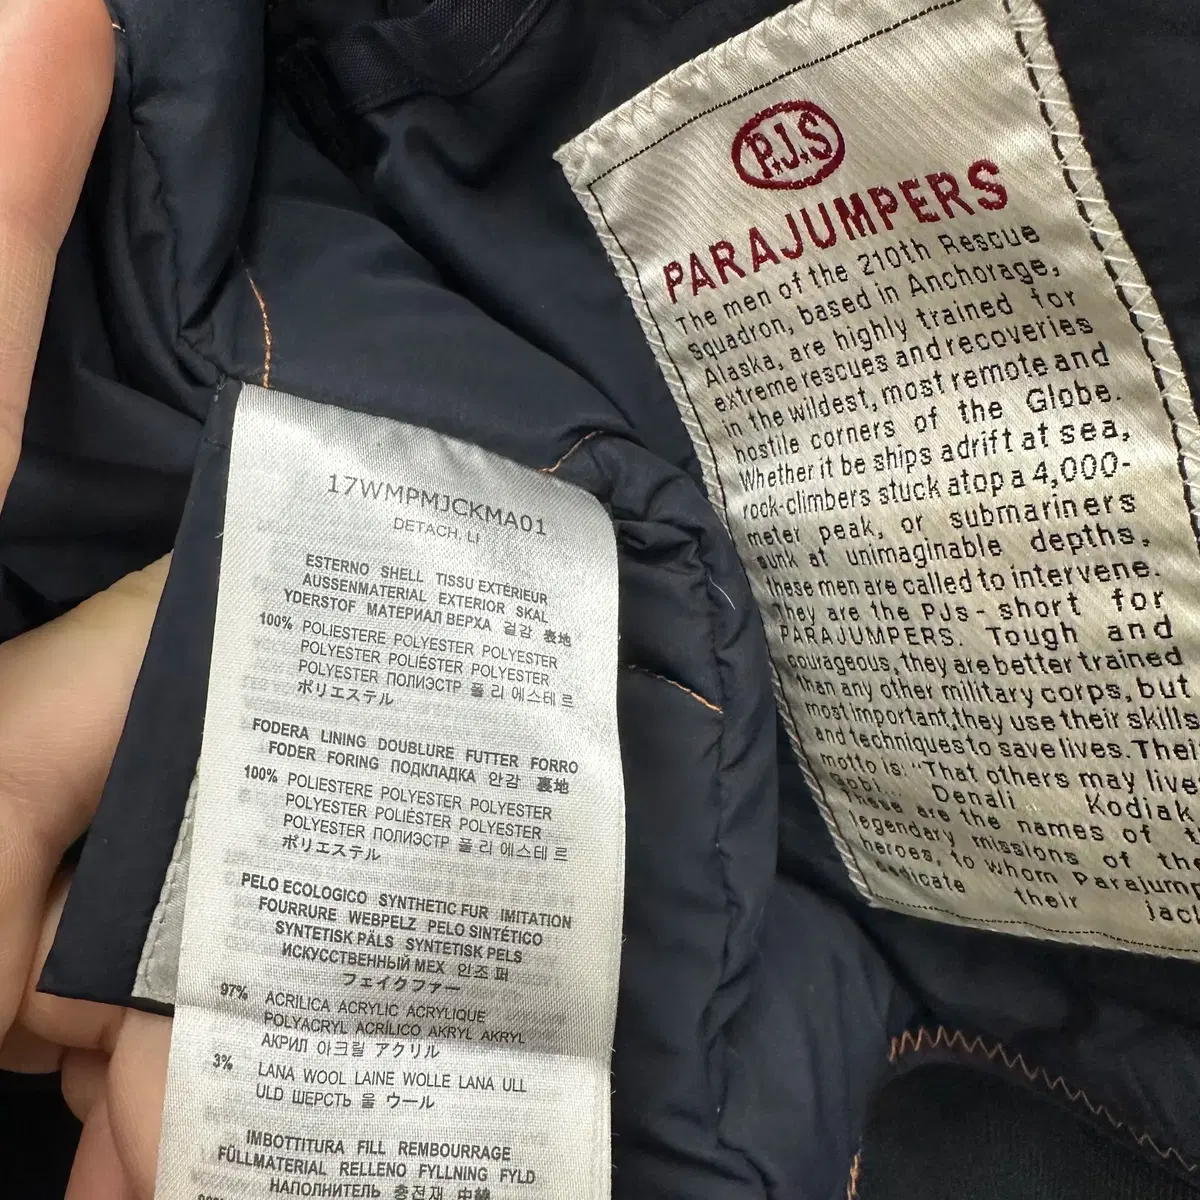 P.J.S
PARAJUMPERS
The men of the 210th Rescue
Squadron, based in Anchorage,
Alaska, are highly trained for
extreme rescues and recoveries
in the wildest, most remote and
hostile corners of the Globe.
Whether it be ships adrift at sea,
rock-climbers stuck atop a 4,000-
meter peak, or submariners
sunk at unimaginable depths,
these men are called to intervene.
They are the PJs - short for
PARAJUMPERS. Tough and
courageous, they are better trained
than any other military corps, but
most important, they use their skills
and techniques to save lives. Their
motto is: "That others may live
Gobi... Denali Kodiak
These are the names of
legendary missions of
heroes, to whom
dedicate their
17WMPMJCKMA01
DETACH. LI
ESTERNO SHELL TISSU EXTÉRIEUR
AUSSENMATERIAL EXTERIOR SKAL
YDERSTOF МАТЕРИАЛ ВЕРХА 겉감 表地
100% POLIESTERE POLYESTER POLYESTER
POLYESTER POLIÉSTER POLYESTER
POLYESTER ПОЛИЭСТР 폴리에스테르
ポリエステル
FODERA LINING DOUBLURE FUTTER FORRO
FODER FORING ПОДКЛАДКА 안감 裏地
100% POLIESTERE POLYESTER POLYESTER
POLYESTER POLIÉSTER POLYESTER
POLYESTER ПОЛИЭСТР 폴리에스테르
ポリエステル
PELO ECOLOGICO SYNTHETIC FUR IMITATION
FOURRURE WEBPELZ PELO SINTÉTICO
SYNTETISK PÄLS SYNTETISK PELS
ИСКУССТВЕННЫЙ МЕХ 인조 퍼
フェイクファー
97% ACRILICA ACRYLIC ACRYLIQUE
POLYACRYL ACRÍLICO AKRYL AKRYL
АКРИЛ 아크릴 アクリル
3% LANA WOOL LAINE WOLLE LANA ULL
ULD ШЕРСТЬ 울 ウール
IMBOTTITURA FILL REMBOURRAGE
FÜLLMATERIAL RELLENO FYLLNING FYLD
НАПОЛНИТЕЛЬ 충전재 中綿